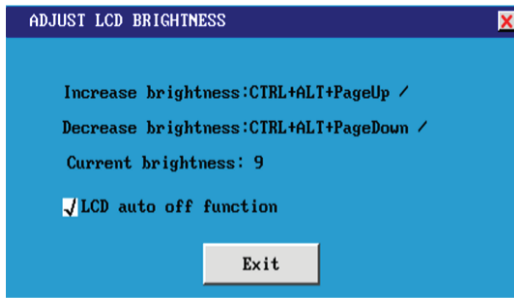 ADJUST LCD BRIGHTNESS
Increase brightness:CTRL+ALT+PageUp /
Decrease brightness:CTRL+ALT+PageDown /
Current brightness: 9
LCD auto off function
Exit